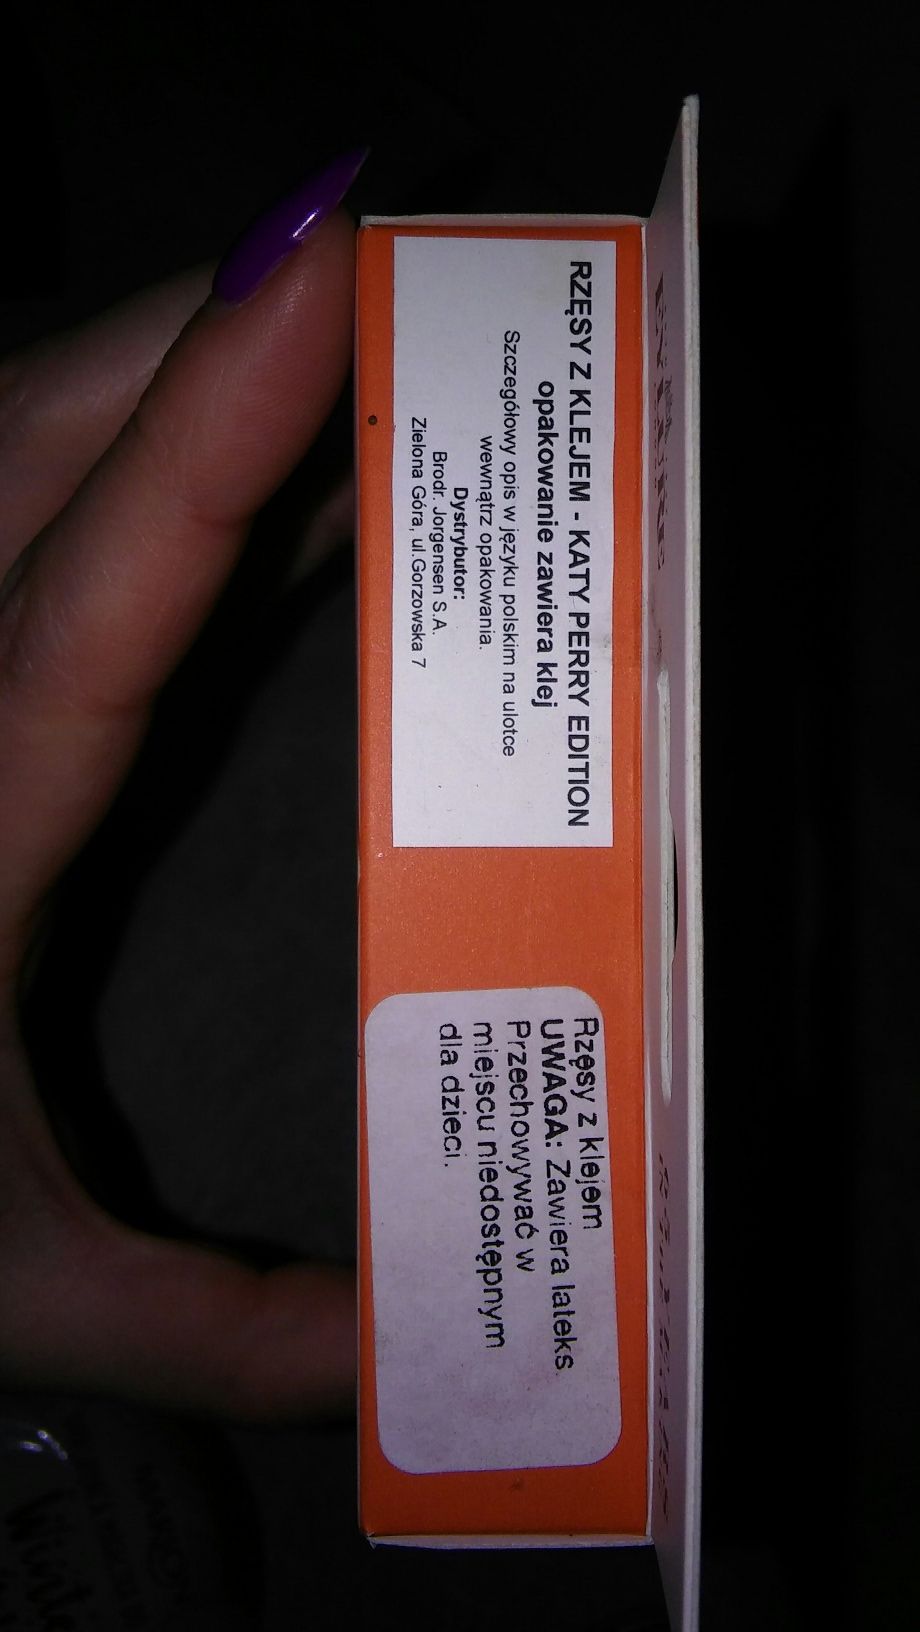 RZĘSY Z KLEJEM - KATY PERRY EDITION
opakowanie zawiera klej
Szczegółowy opis w języku polskim na ulotce
wewnątrz opakowania.
Dystrybutor:
Brodr. Jorgensen S.A.
Zielona Góra, ul.Gorzowska 7
Rzęsy z klejem
UWAGA: Zawiera lateks.
Przechowywać w
miejscu niedostępnym
dla dzieci.